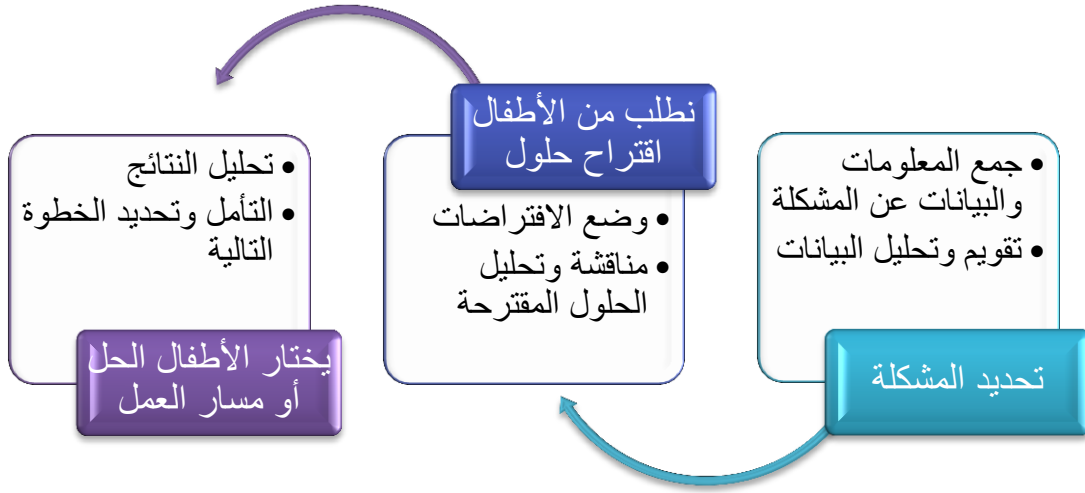 • جمع المعلومات
والبيانات عن المشكلة
• تقويم وتحليل البيانات
تحديد المشكلة
نطلب من الأطفال
اقتراح حلول
• وضع الافتراضات
• مناقشة وتحليل
الحلول المقترحة
• تحليل النتائج
• التأمل وتحديد الخطوة
التالية
يختار الأطفال الحل
أو مسار العمل